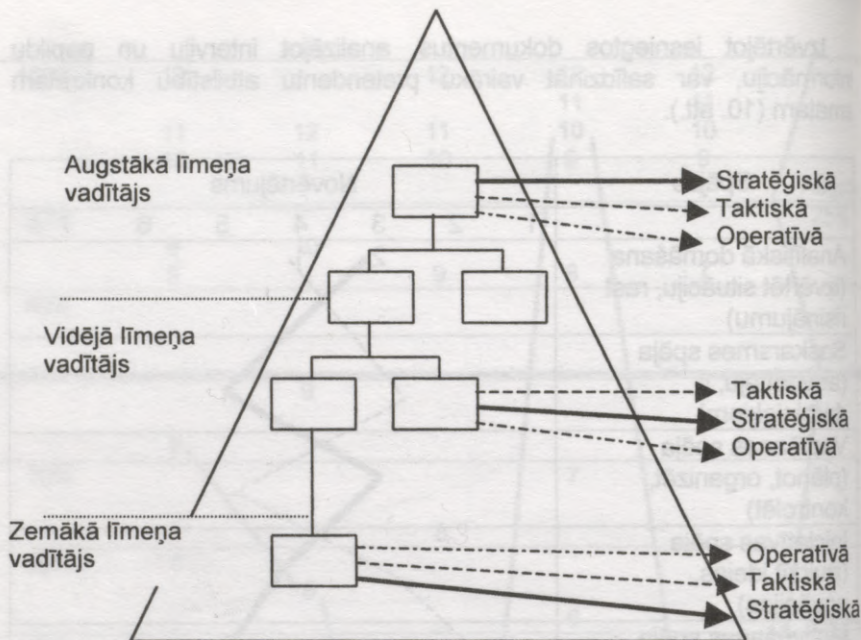 Augstākā līmeņa
vadītājs
Stratēģiskā
Taktiskā
Operatīvā
Vidējā līmeņa
vadītājs
Taktiskā
Stratēģiskā
Operatīvā
Zemākā līmeņa
vadītājs
Operatīvā
Taktiskā
Stratēģiskā